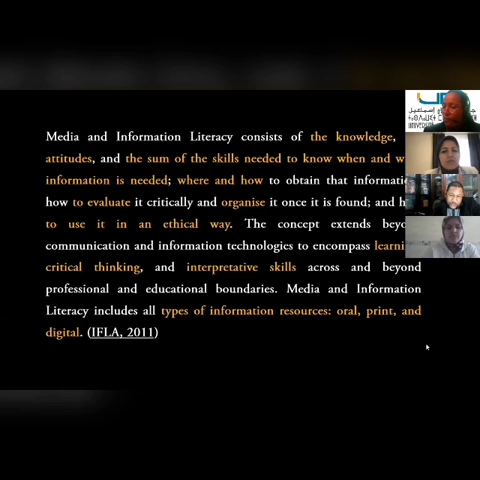 Media and Information Literacy consists of the knowledge,
attitudes, and the sum of the skills needed to know when and w
information is needed; where and how to obtain that informatio
how to evaluate it critically and organise it once it is found; and h
to use it in an ethical way. The concept extends beyo
communication and information technologies to encompass learni
critical thinking, and interpretative skills across and beyond
professional and educational boundaries. Media and Information
Literacy includes all types of information resources: oral, print, and
digital. (IFLA, 2011)